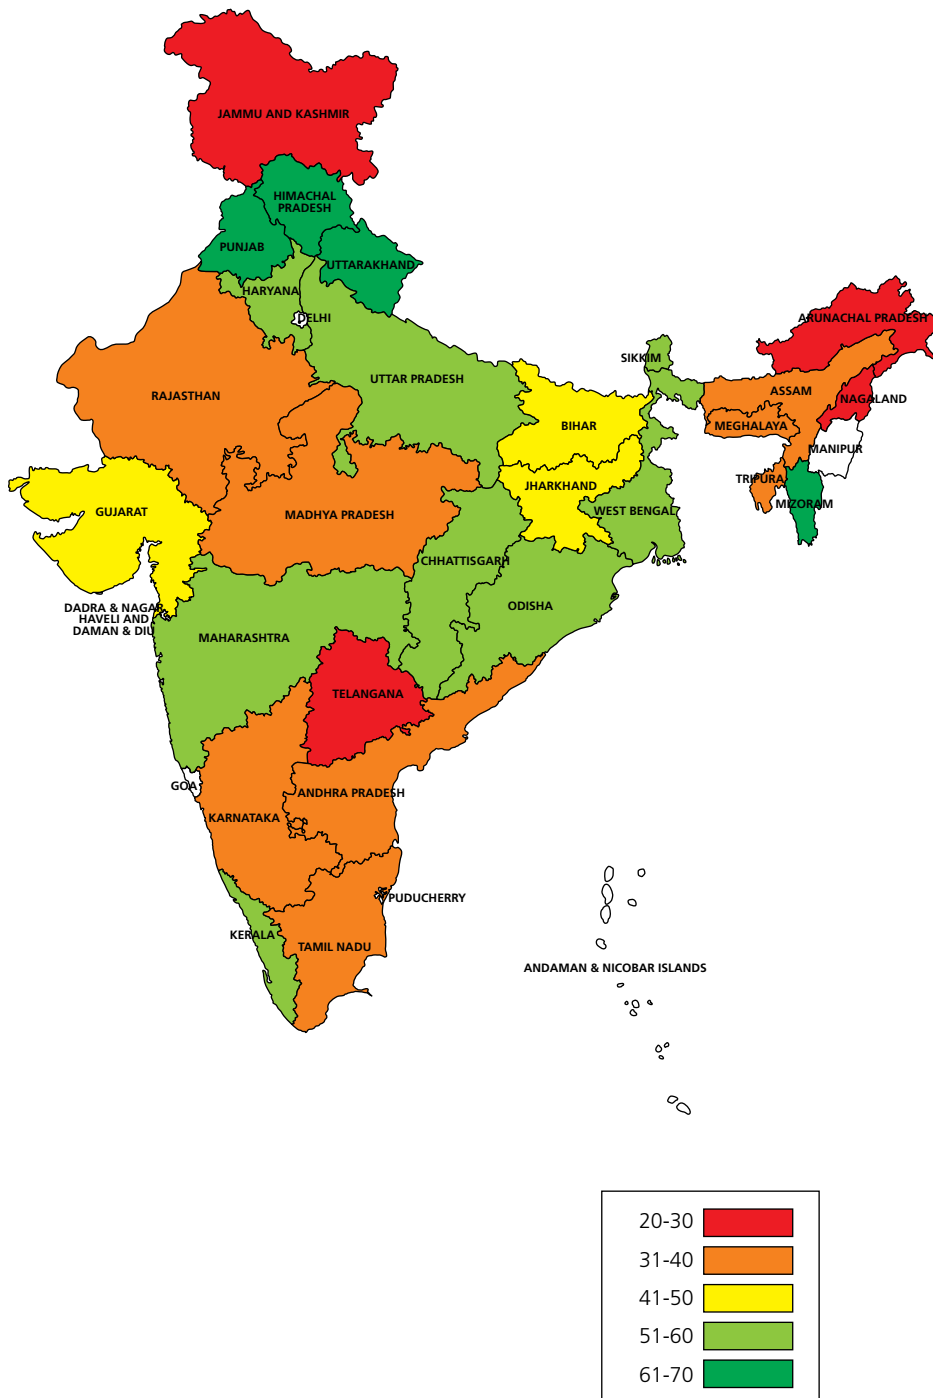 JAMMU AND KASHMIR
HIMACHAL
PRADESH
PUNJAB
UTTARAKHAND
HARYANA
DELHI
ARUNACHAL PRADESH
SIKKIM
UTTAR PRADESH
RAJASTHAN
ASSAM
NAGALAND
BIHAR
MEGHALAYA
MANIPUR
TRIPURA
JHARKHAND
MIZORAM
GUJARAT
MADHYA PRADESH
WEST BENGAL
CHHATTISGARH
ODISHA
DADRA & NAGAR
HAVELI AND
DAMAN & DIU
MAHARASHTRA
TELANGANA
GOA
ANDHRA PRADESH
KARNATAKA
PUDUCHERRY
KERALA
TAMIL NADU
ANDAMAN & NICOBAR ISLANDS
20-30
31-40
41-50
51-60
61-70